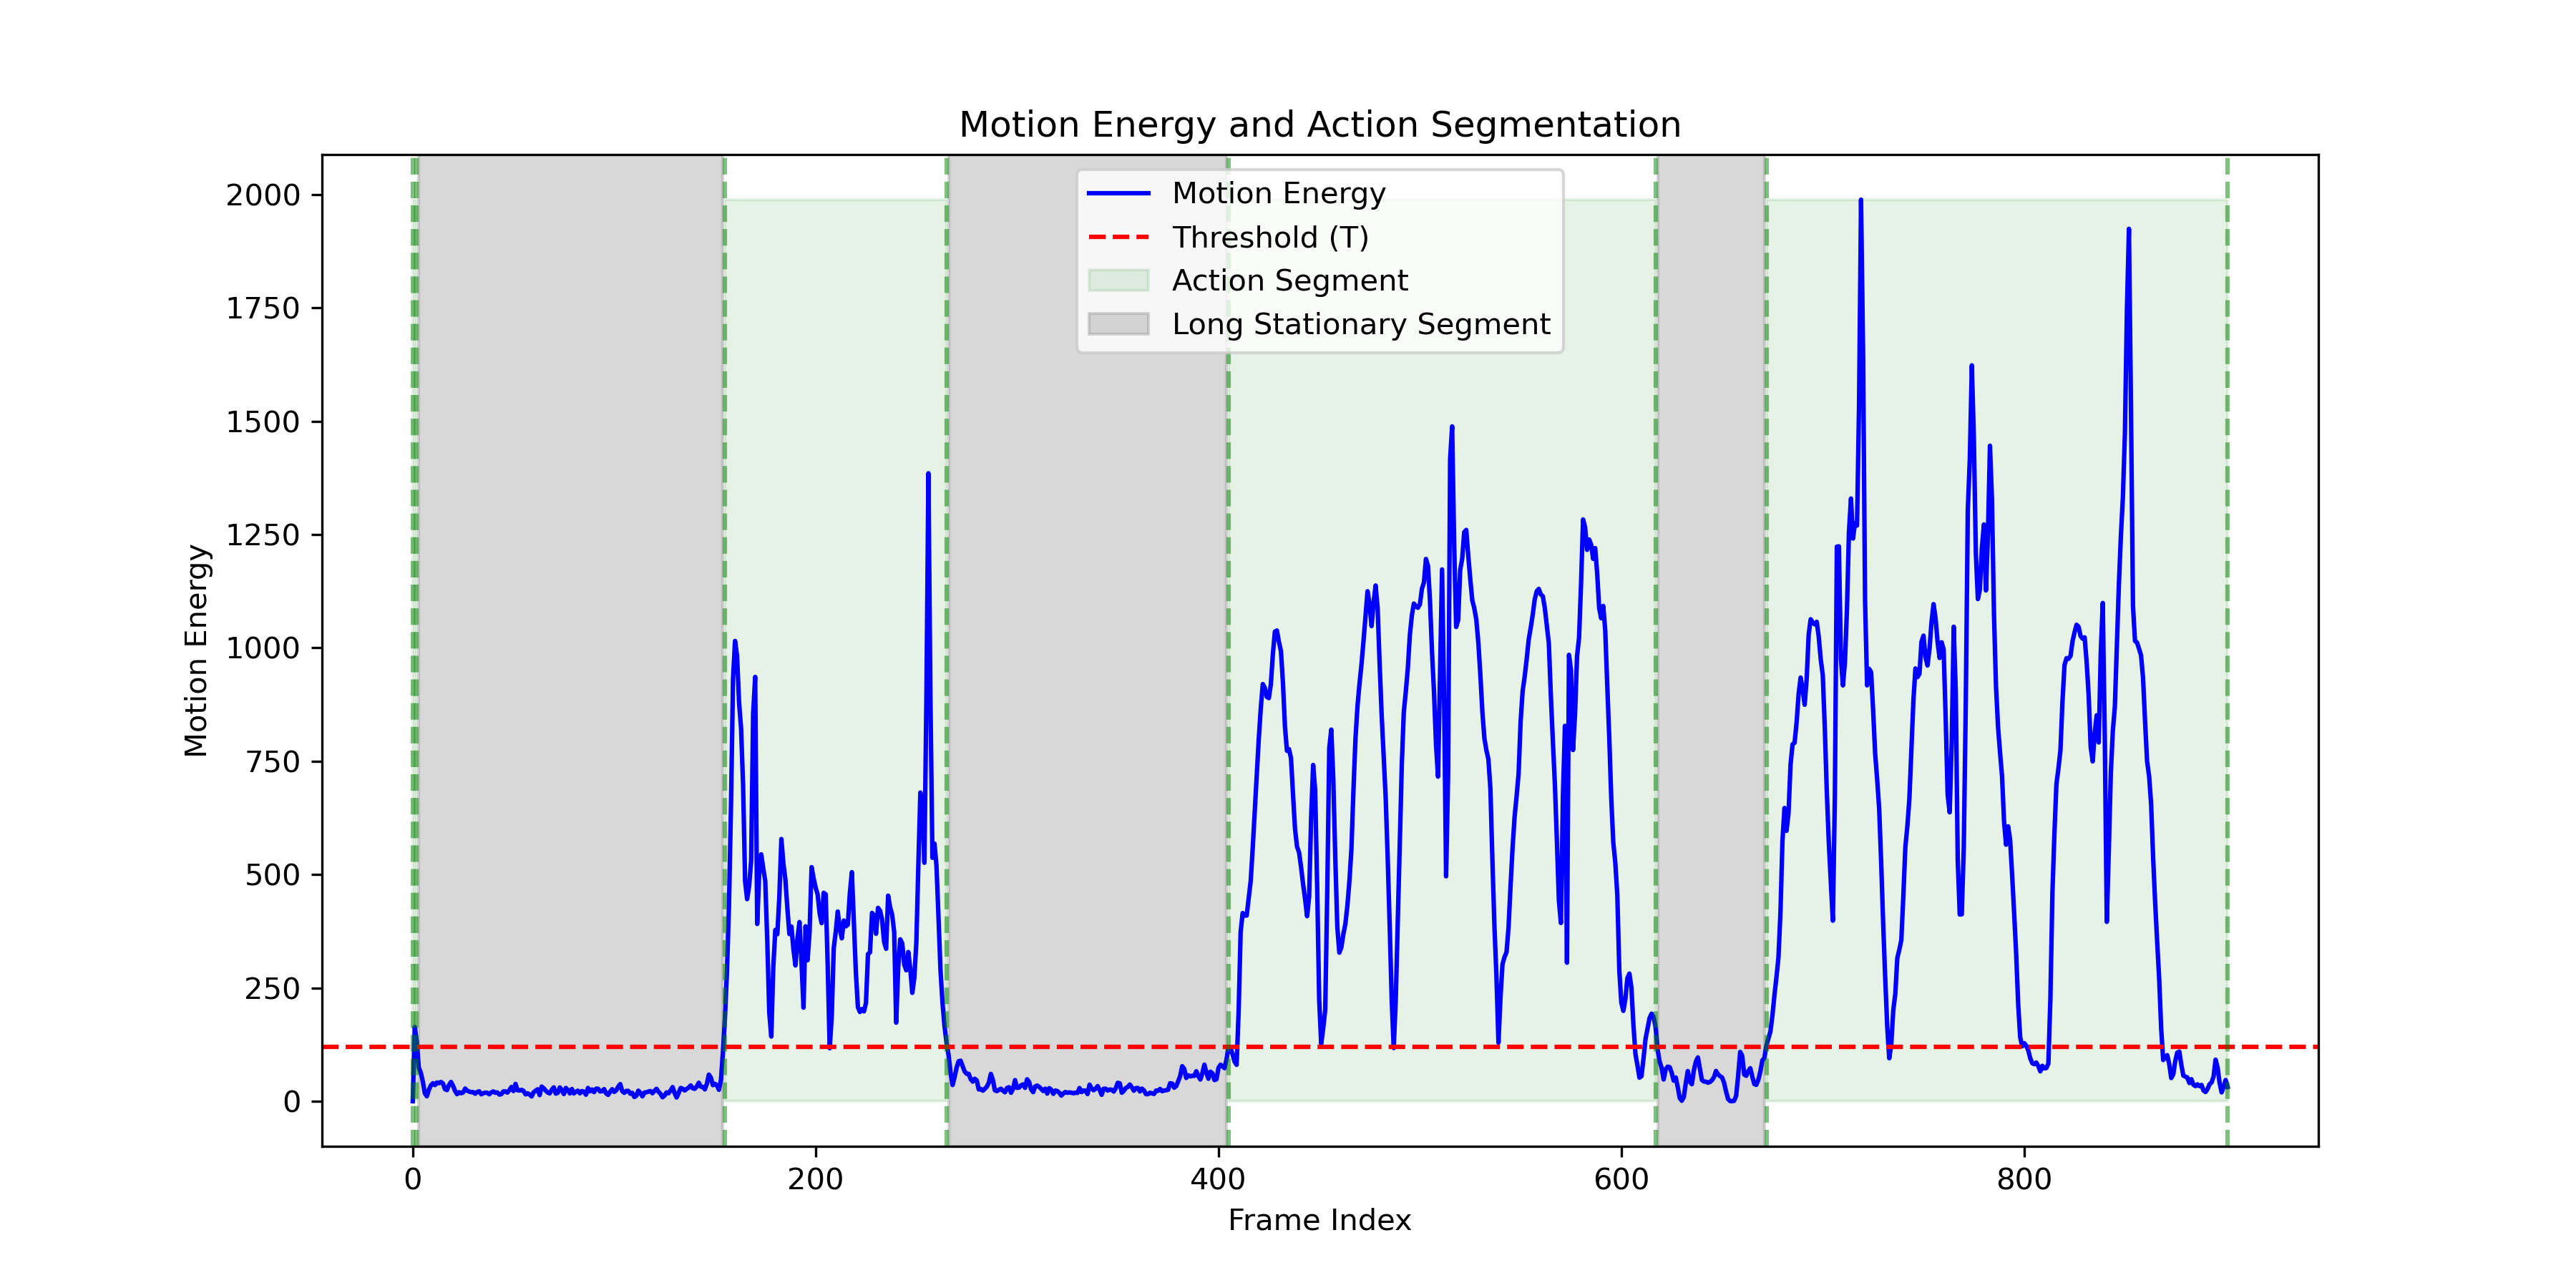 Motion Energy and Action Segmentation
Motion Energy
Threshold (T)
Action Segment
Long Stationary Segment
2000
1750
1500
1250
1000
750
500
250
0
Motion Energy
0 200 400 600 800
Frame Index